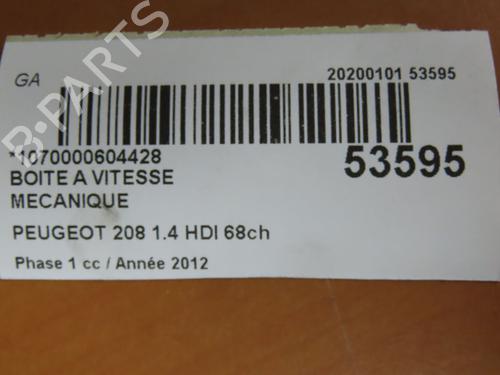 GA
20200101 53595
*1070000604428
53595
BOITE A VITESSE
MECANIQUE
PEUGEOT 208 1.4 HDI 68ch
Phase 1 cc / Année 2012
B-PARTS